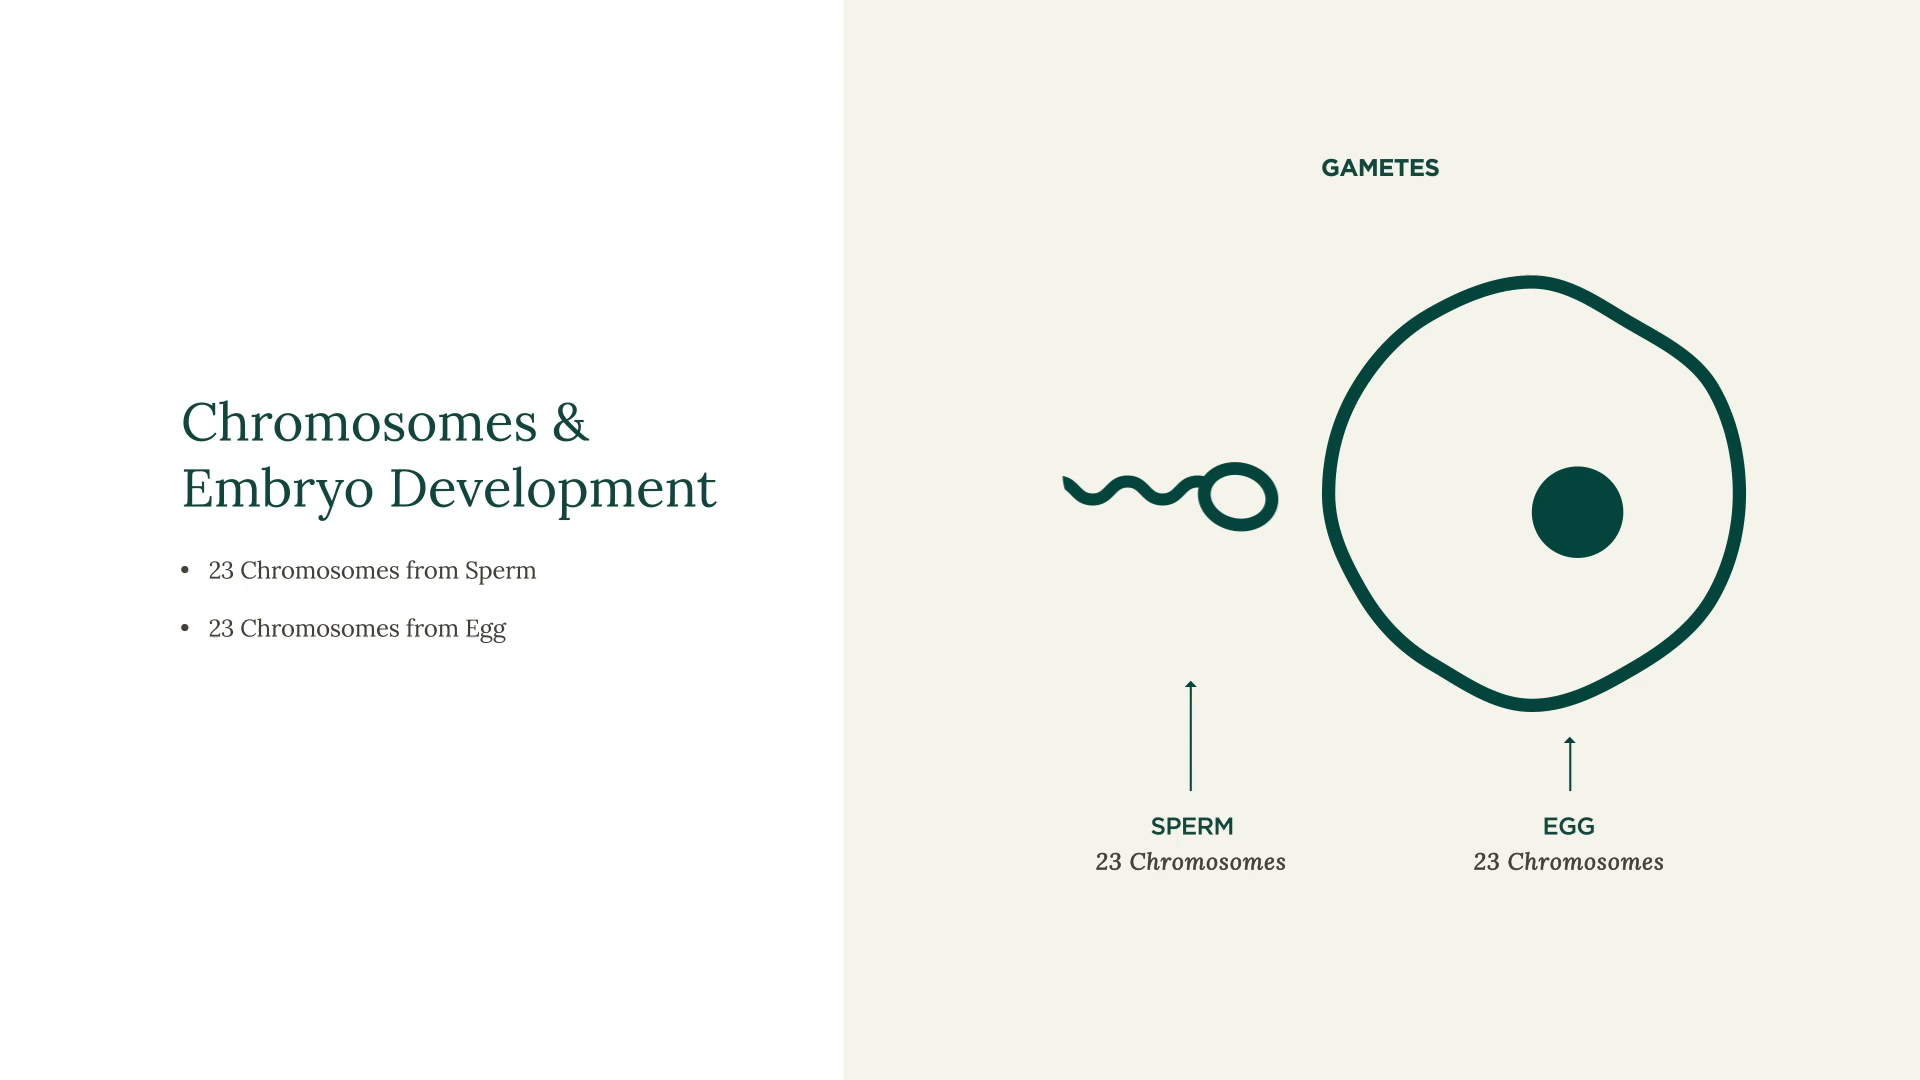 Chromosomes &
Embryo Development
• 23 Chromosomes from Sperm
• 23 Chromosomes from Egg
GAMETES
SPERM
23 Chromosomes
EGG
23 Chromosomes